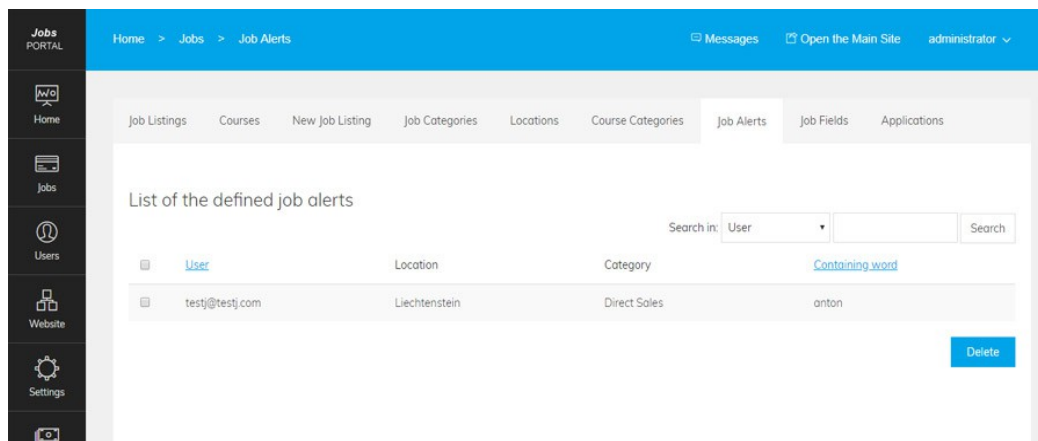 Jobs
PORTAL
Home > Jobs > Job Alerts
Messages
Open the Main Site
administrator
Home
Jobs
Users
Website
Settings
Job Listings Courses New Job Listing Job Categories Locations Course Categories Job Alerts Job Fields Applications
List of the defined job alerts
Search in: User Search
User Location Category Containing word
testj@testj.com Liechtenstein Direct Sales anton
Delete